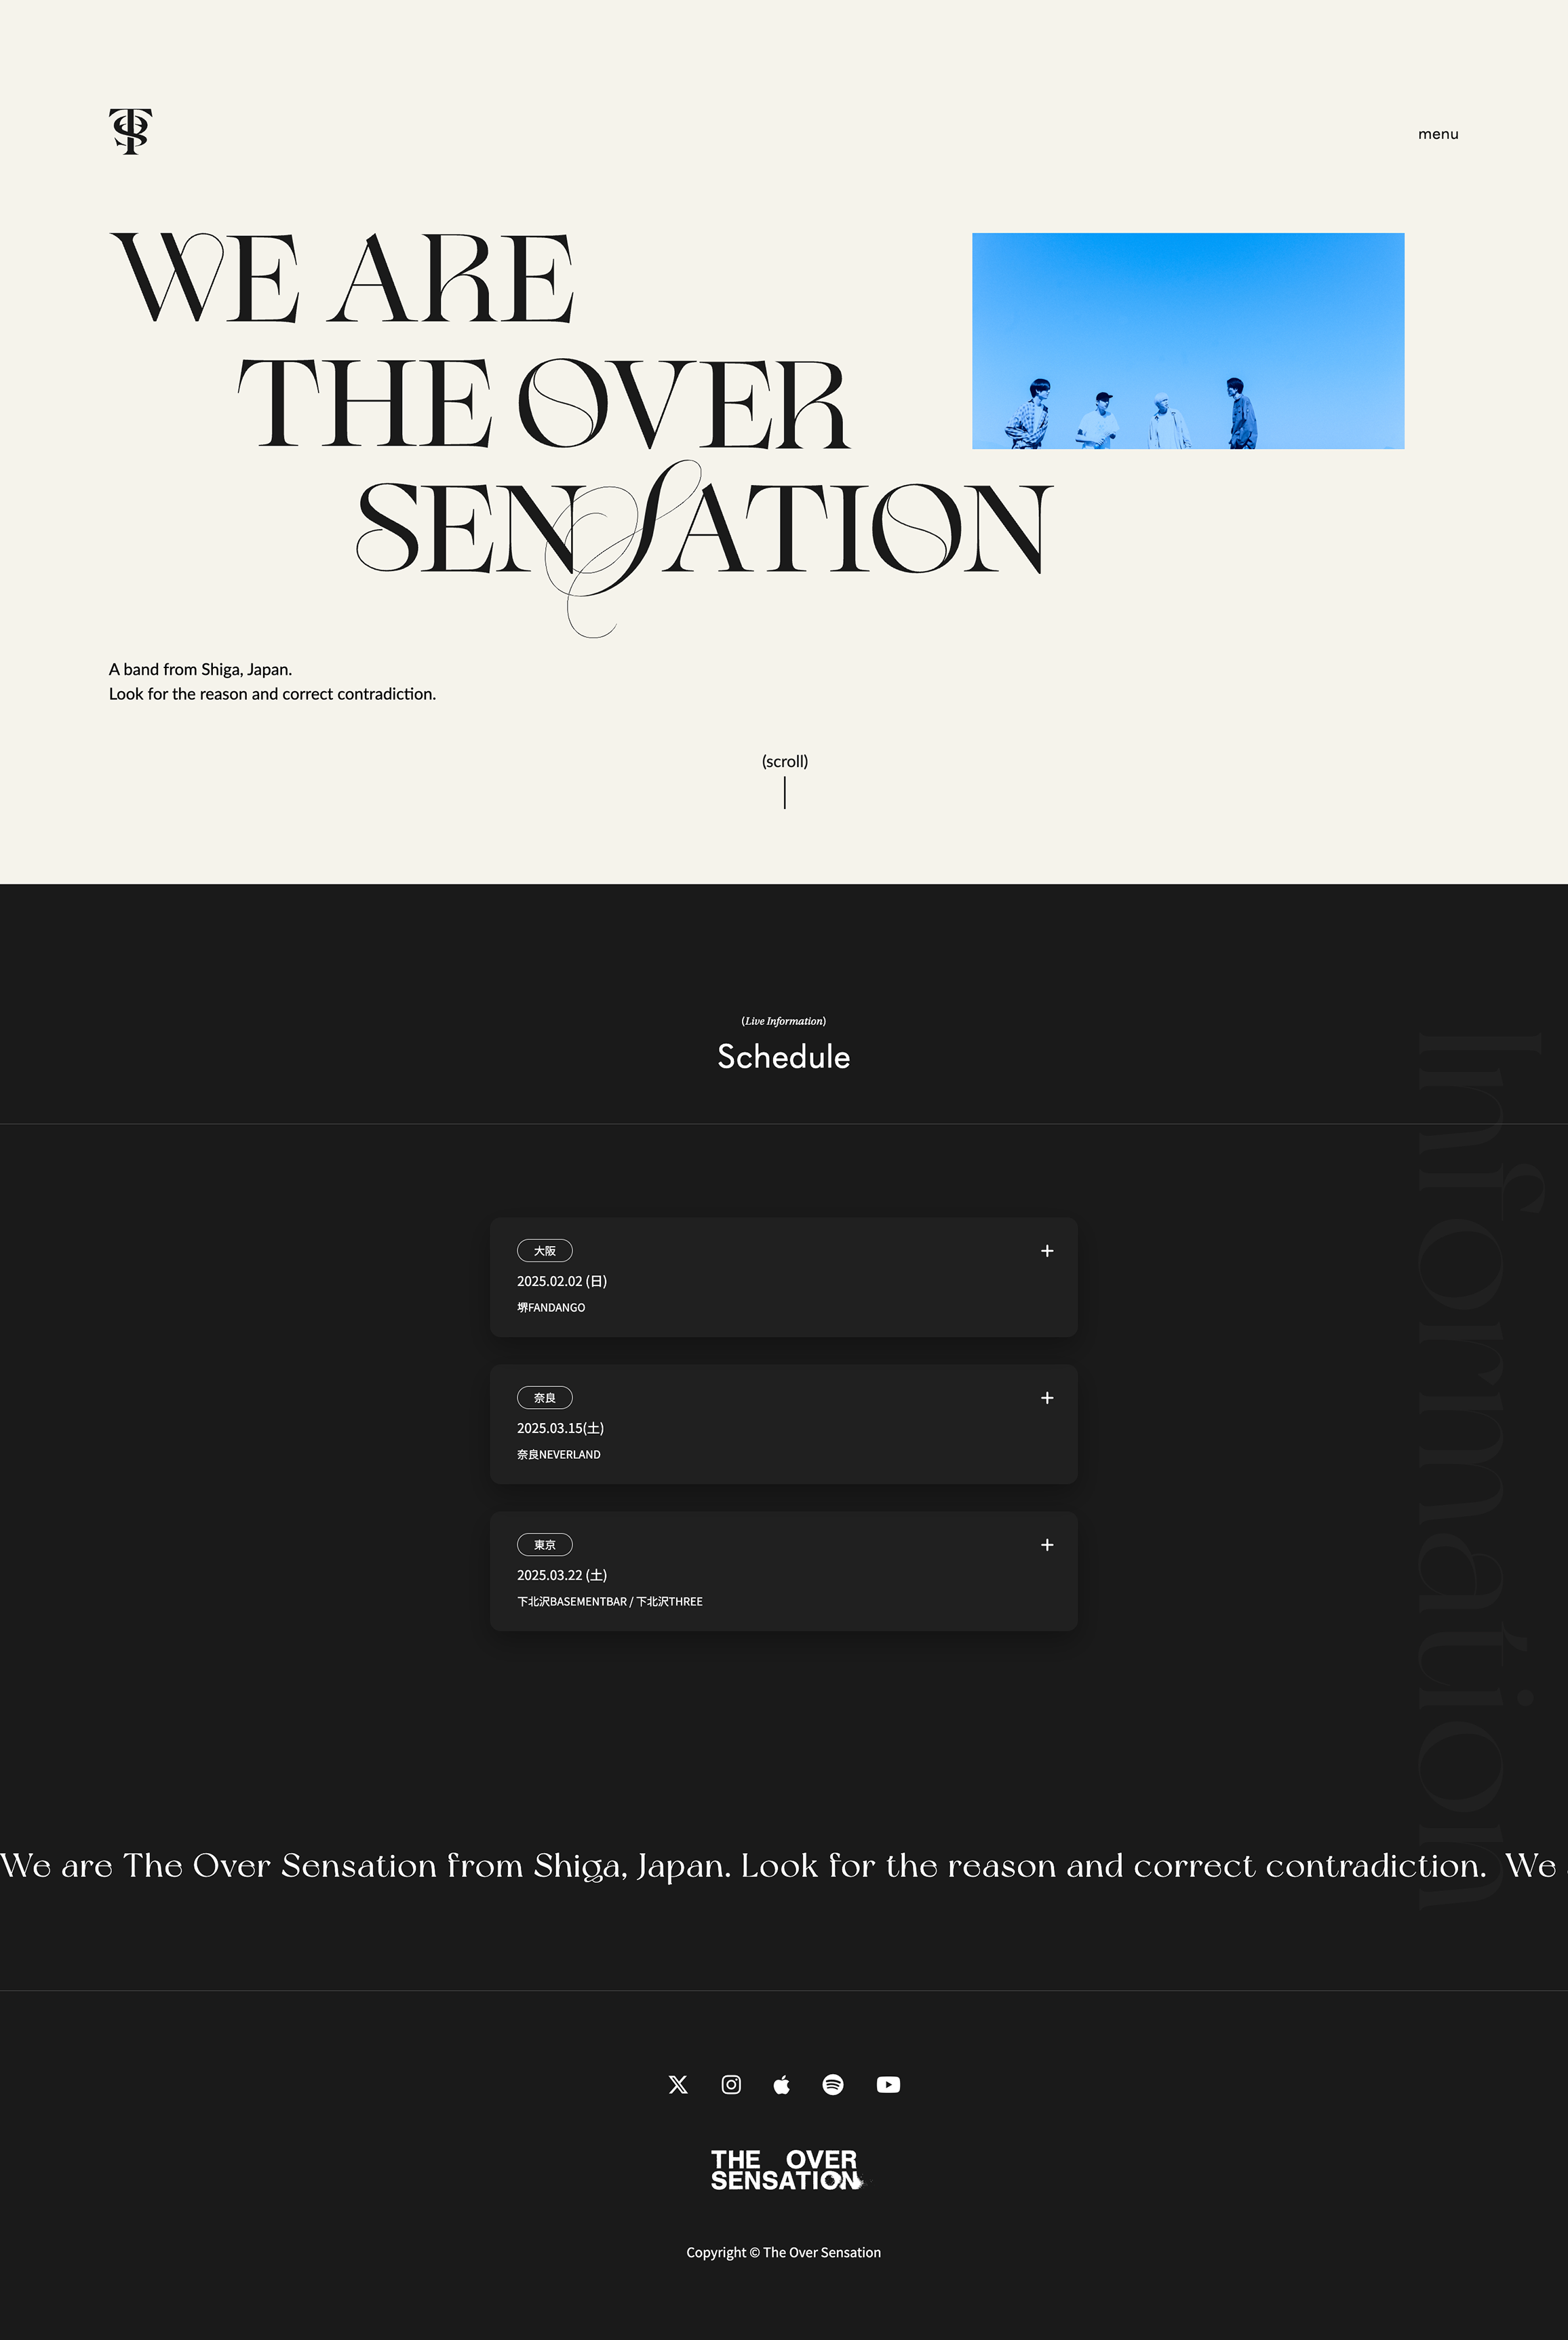 menu
WE ARE
THE OVER
SENSATION
A band from Shiga, Japan.
Look for the reason and correct contradiction.
(scroll)
(Live Information)
Schedule
Information
大阪
2025.02.02 (日)
堺FANDANGO
奈良
2025.03.15(土)
奈良NEVERLAND
東京
2025.03.22 (土)
下北沢BASEMENTBAR / 下北沢THREE
We are The Over Sensation from Shiga, Japan. Look for the reason and correct contradiction. We
THE OVER
SENSATION
Copyright © The Over Sensation